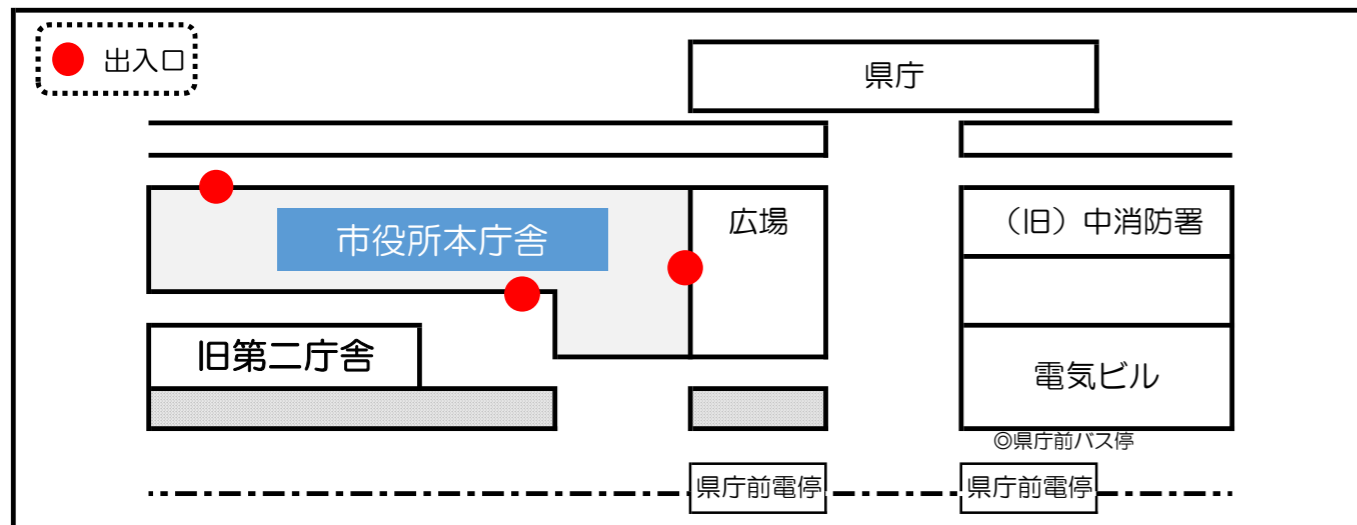 出入口
県庁
市役所本庁舎
広場
（旧）中消防署
旧第二庁舎
電気ビル
◎県庁前バス停
県庁前電停
県庁前電停